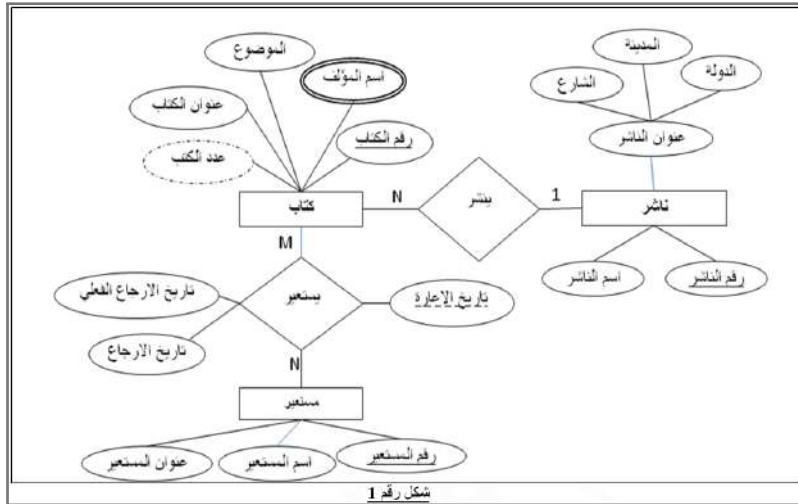 الموضوع
المدينة
اسم المؤلف
الدولة
الشارع
عنوان الكتاب
رقم الكتاب
عنوان الناشر
عدد الكتب
كتاب
N
ينشر
1
ناشر
M
اسم الناشر
رقم الناشر
تاريخ الارجاع الفعلي
يستعير
تاريخ الاعارة
تاريخ الارجاع
N
مستعير
عنوان المستعير
اسم المستعير
رقم المستعير
شكل رقم 1